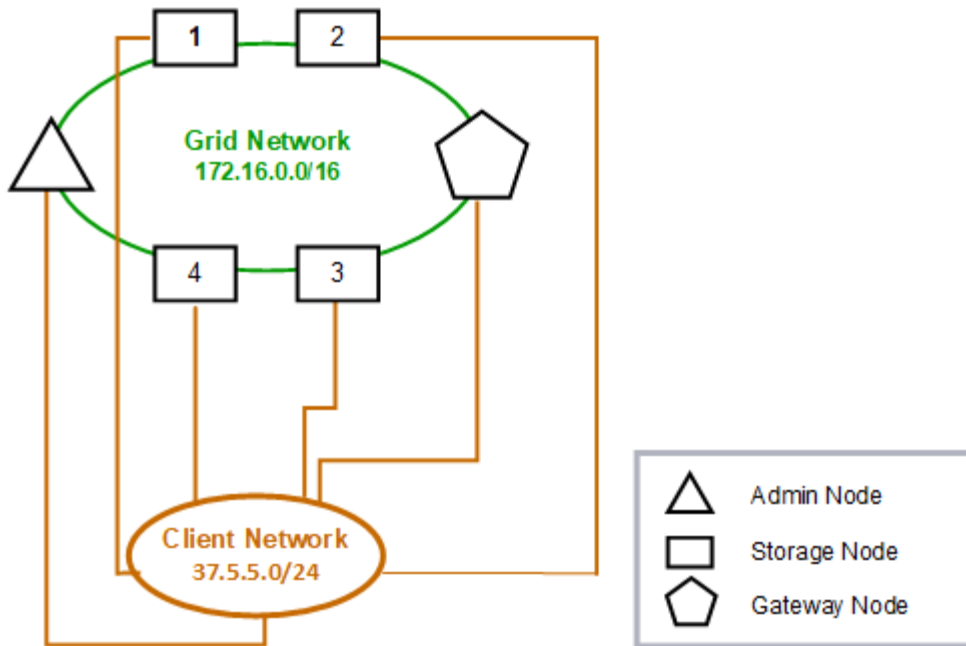 1
2
Grid Network
172.16.0.0/16
4
3
Client Network
37.5.5.0/24
Admin Node
Storage Node
Gateway Node